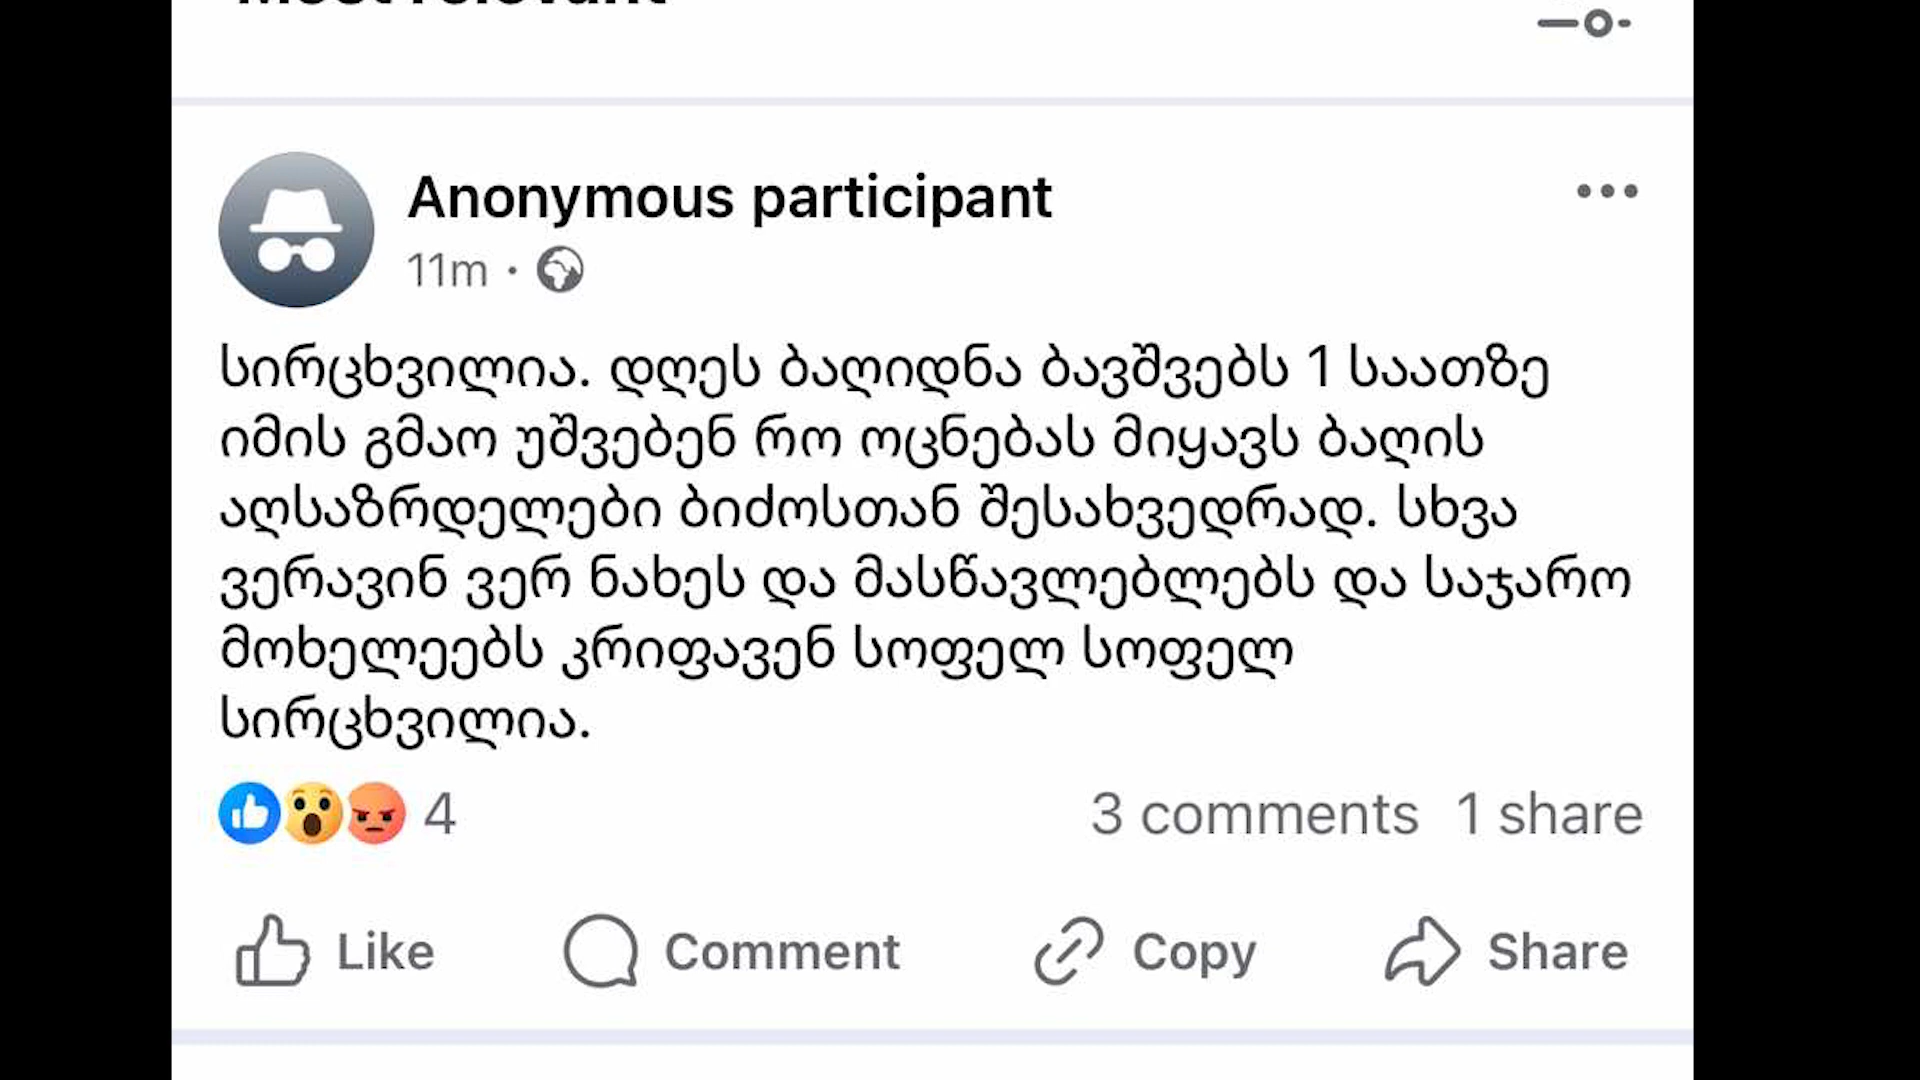 Most relevant
Anonymous participant
11m ·
სირცხვილია. დღეს ბაღიდნა ბავშვებს 1 საათზე
იმის გმაო უშვებენ რო ოცნებას მიყავს ბაღის
აღსაზრდელები ბიძოსთან შესახვედრად. სხვა
ვერავინ ვერ ნახეს და მასწავლებლებს და საჯარო
მოხელეებს კრიფავენ სოფელ სოფელ
სირცხვილია.
4
3 comments 1 share
Like Comment Copy Share